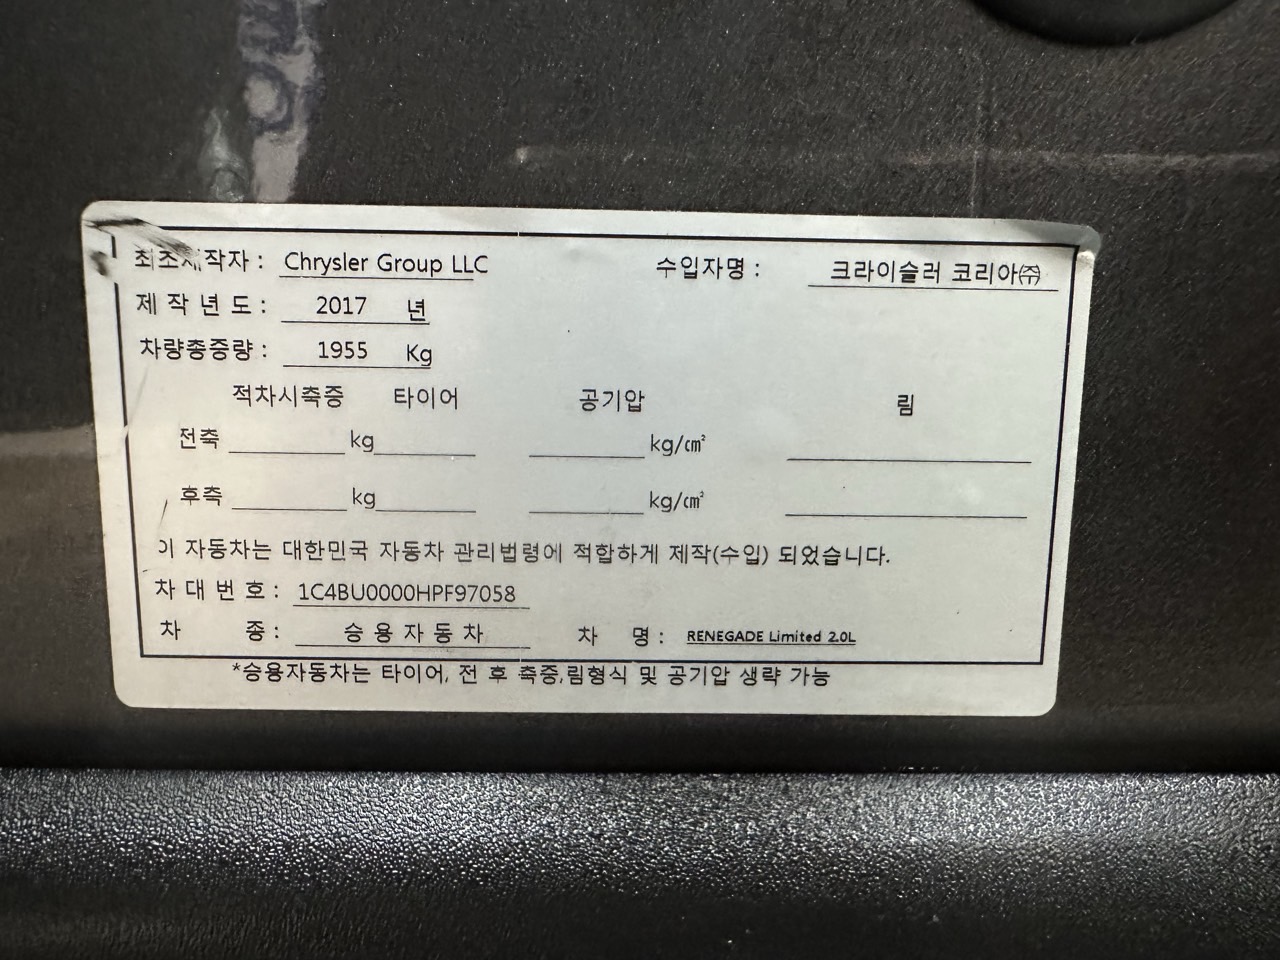 최초제작자 : Chrysler Group LLC 수입자명 : 크라이슬러 코리아㈜
제 작 년 도 : 2017 년
차량총중량 : 1955 Kg
적차시축중 타이어 공기압 림
전축 kg kg/㎠
후축 kg kg/㎠
이 자동차는 대한민국 자동차 관리법령에 적합하게 제작(수입) 되었습니다.
차 대 번 호 : 1C4BU0000HPF97058
차 종 : 승 용 자 동 차 차 명 : RENEGADE Limited 2.0L
*승용자동차는 타이어, 전 후 축중,림형식 및 공기압 생략 가능